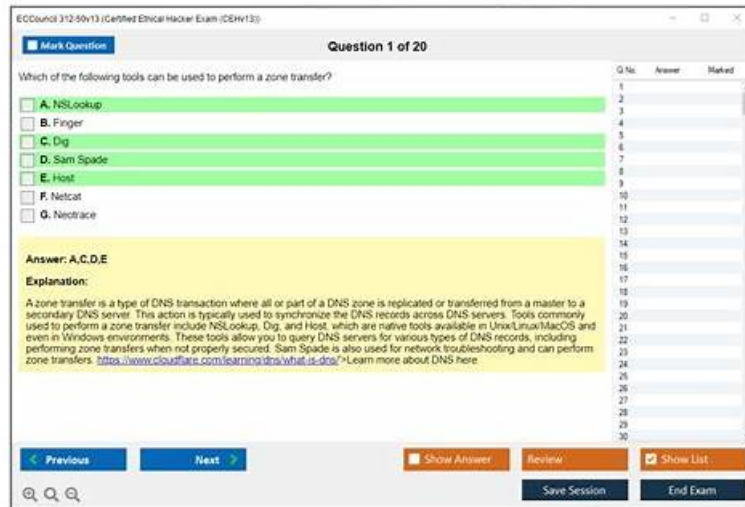 ECCouncil 312-50v13 (Certified Ethical Hacker Exam (CEHv13))
Mark Question
Question 1 of 20
Which of the following tools can be used to perform a zone transfer?
A. NSLookup
B. Finger
C. Dig
D. Sam Spade
E. Host
F. Netcat
G. Neotrace
Answer: A,C,D,E
Explanation:
A zone transfer is a type of DNS transaction where all or part of a DNS zone is replicated or transferred from a master to a
secondary DNS server. This action is typically used to synchronize the DNS records across DNS servers. Tools commonly
used to perform a zone transfer include NSLookup, Dig, and Host, which are native tools available in Unix/Linux/MacOS and
even in Windows environments. These tools allow you to query DNS servers for various types of DNS records, including
performing zone transfers when not properly secured. Sam Spade is also used for network troubleshooting and can perform
zone transfers. https://www.cloudflare.com/learning/dns/what-is-dns/">Learn more about DNS here
Q No. Answer Marked
1
2
3
4
5
6
7
8
9
10
11
12
13
14
15
16
17
18
19
20
21
22
23
24
25
26
27
28
29
30
Previous
Next
Show Answer
Review
Show List
Save Session
End Exam